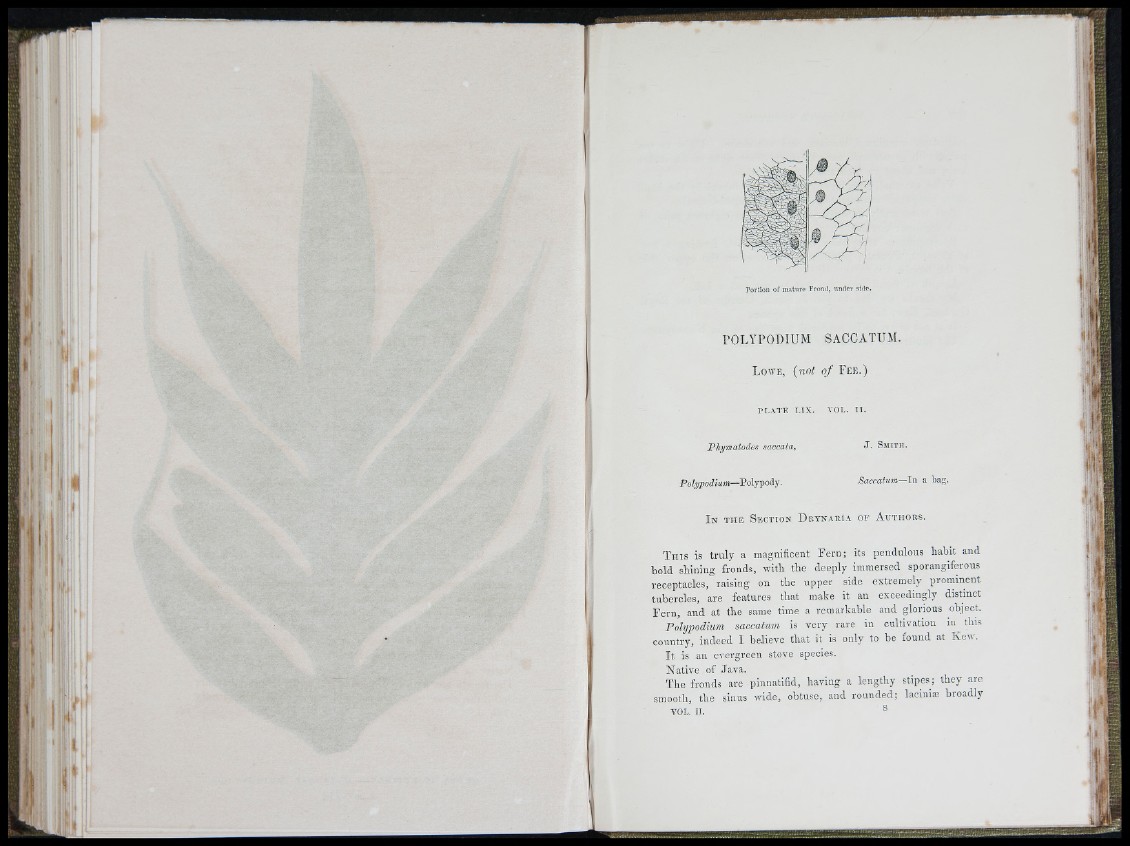 Portion of mature Frond, under side.
POLYPODIUM SACCATUM.
LOWE, (not of FEE.)
PLATE LIX. VOL. II.
Phymatodes saccata, J. SMITH.
Polypodium—Polypody. Saccatum—In a bag.
IN THE SECTION DRYNARIA OF AUTHORS.
THIS is truly a magnificent Fern; its pendulous habit and
bold shining fronds, with the deeply immersed sporangiferous
receptacles, raising on the upper side extremely prominent
tubercles, are features that make it an exceedingly distinct
Fern, and at the same time a remarkable and glorious object.
Polypodium saccatum is very rare in cultivation in this
country, indeed I believe that it is only to be found at Kew.
It is an evergreen stove species.
Native of Java.
The fronds are pinnatifid, having a lengthy stipes; they are
smooth, the sinus wide, obtuse, and rounded; laciniæ broadly
VOL. II. S